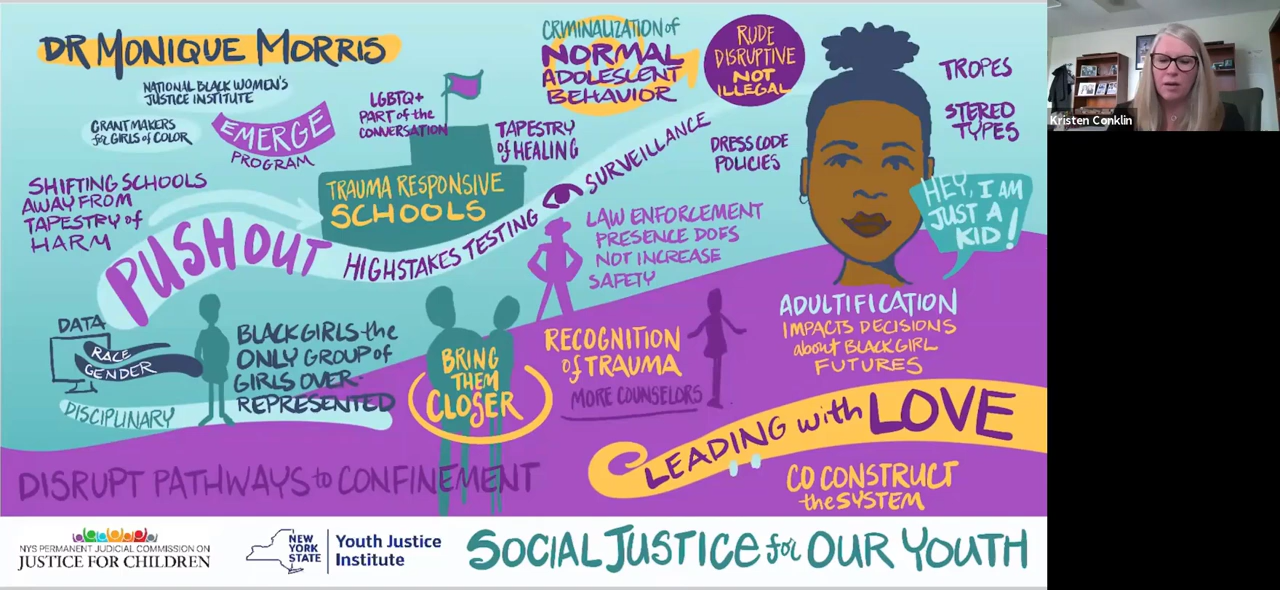 DR MONIQUE MORRIS
NATIONAL BLACK WOMEN'S
JUSTICE INSTITUTE
GRANT MAKERS
for GIRLS of COLOR
EMERGE
PROGRAM
LGBTQ+
PART of the
CONVERSATION
TAPESTRY
of HEALING
CRIMINALIZATION of
NORMAL
ADOLESCENT
BEHAVIOR
RUDE
DISRUPTIVE
NOT
ILLEGAL
TROPES
STEREO
TYPES
DRESS CODE
POLICIES
HEY, I AM
JUST A
KID!
SHIFTING SCHOOLS
AWAY FROM
TAPESTRY of
HARM
PUSHOUT
TRAUMA RESPONSIVE
SCHOOLS
HIGHSTAKES TESTING
SURVEILLANCE
LAW ENFORCEMENT
PRESENCE DOES
NOT INCREASE
SAFETY
DATA
RACE
GENDER
DISCIPLINARY
BLACK GIRLS the
ONLY GROUP of
GIRLS OVER-
REPRESENTED
BRING
THEM
CLOSER
RECOGNITION
of TRAUMA
MORE COUNSELORS
ADULTIFICATION
IMPACTS DECISIONS
about BLACK GIRL
FUTURES
LEADING with LOVE
CO CONSTRUCT
the SYSTEM
DISRUPT PATHWAYS to CONFINEMENT
NYS PERMANENT JUDICIAL COMMISSION ON
JUSTICE FOR CHILDREN
NEW
YORK
STATE
Youth Justice
Institute
SOCIAL JUSTICE for OUR YOUTH
Kristen Conklin